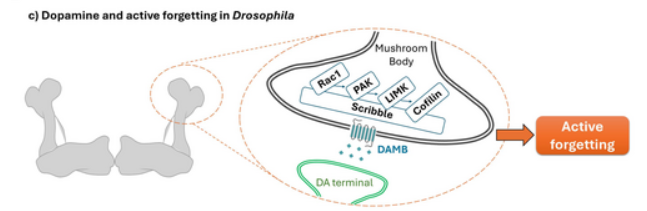 c) Dopamine and active forgetting in Drosophila
Mushroom
Body
Rac1
PAK
LIMK
Cofilin
Scribble
DAMB
DA terminal
Active
forgetting